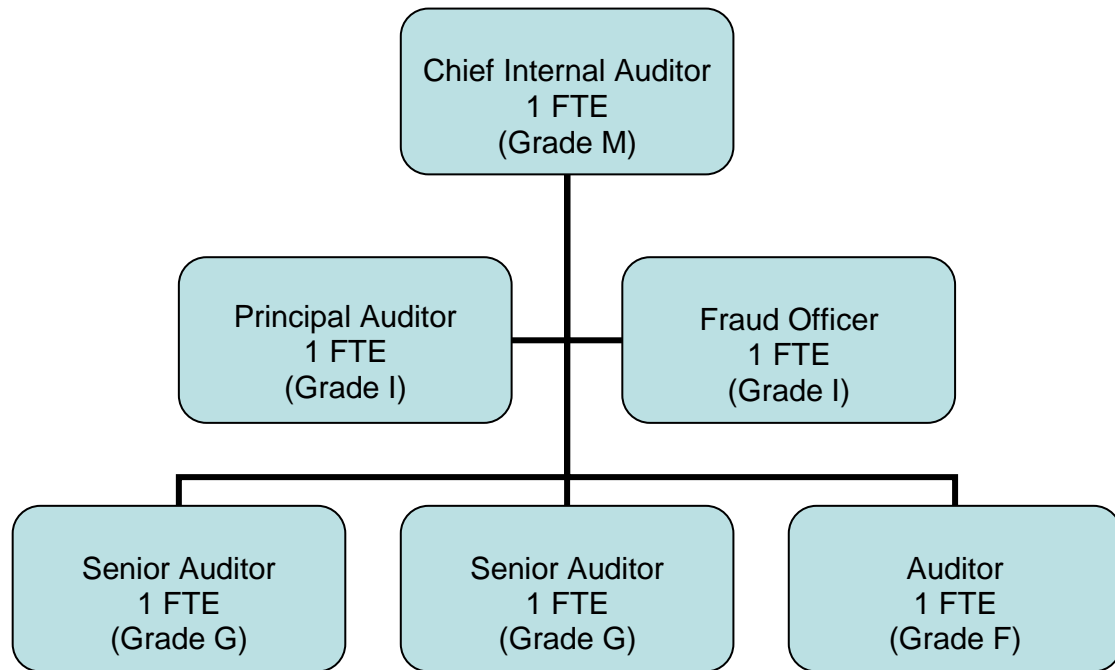 Chief Internal Auditor
1 FTE
(Grade M)
Principal Auditor
1 FTE
(Grade I)
Fraud Officer
1 FTE
(Grade I)
Senior Auditor
1 FTE
(Grade G)
Senior Auditor
1 FTE
(Grade G)
Auditor
1 FTE
(Grade F)